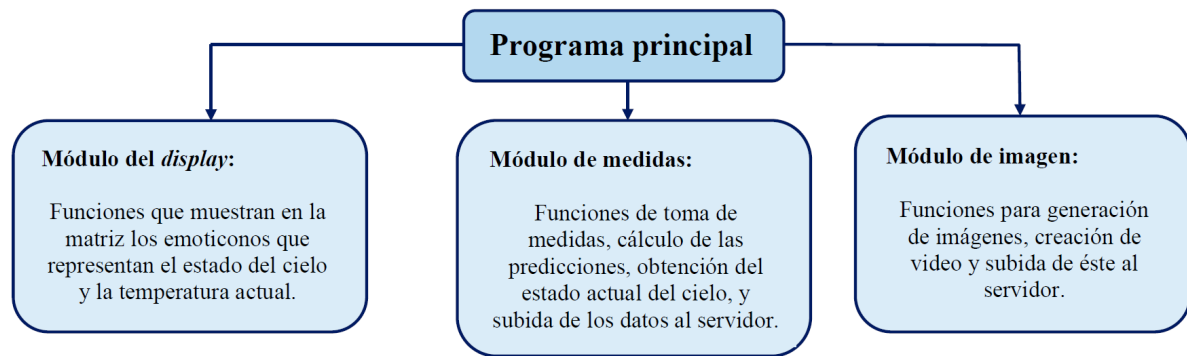 Programa principal
Módulo del display:
Funciones que muestran en la
matriz los emoticonos que
representan el estado del cielo
y la temperatura actual.
Módulo de medidas:
Funciones de toma de
medidas, cálculo de las
predicciones, obtención del
estado actual del cielo, y
subida de los datos al servidor.
Módulo de imagen:
Funciones para generación
de imágenes, creación de
video y subida de éste al
servidor.